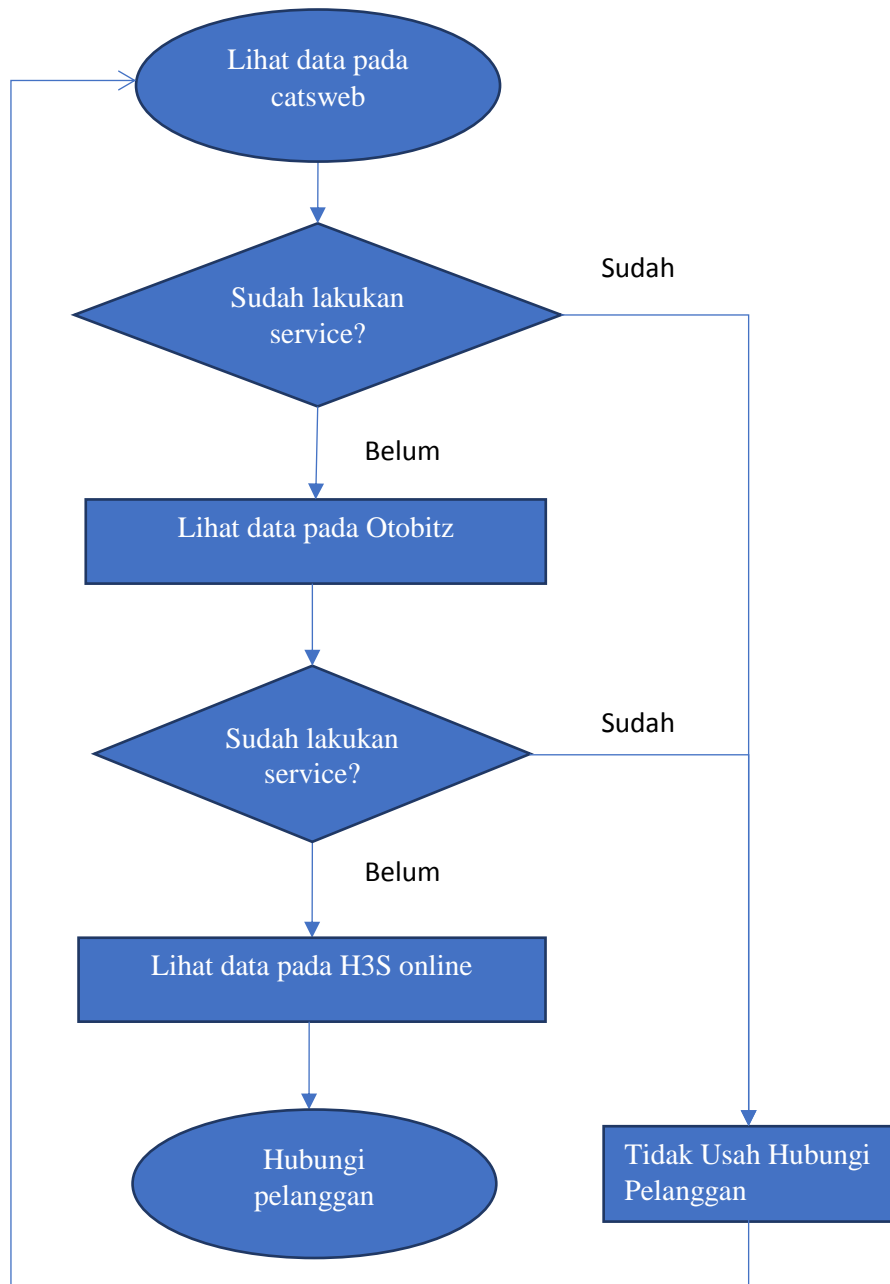 Lihat data pada
catsweb
Sudah
Sudah lakukan
service?
Belum
Lihat data pada Otobitz
Sudah
Sudah lakukan
service?
Belum
Lihat data pada H3S online
Hubungi
pelanggan
Tidak Usah Hubungi
Pelanggan